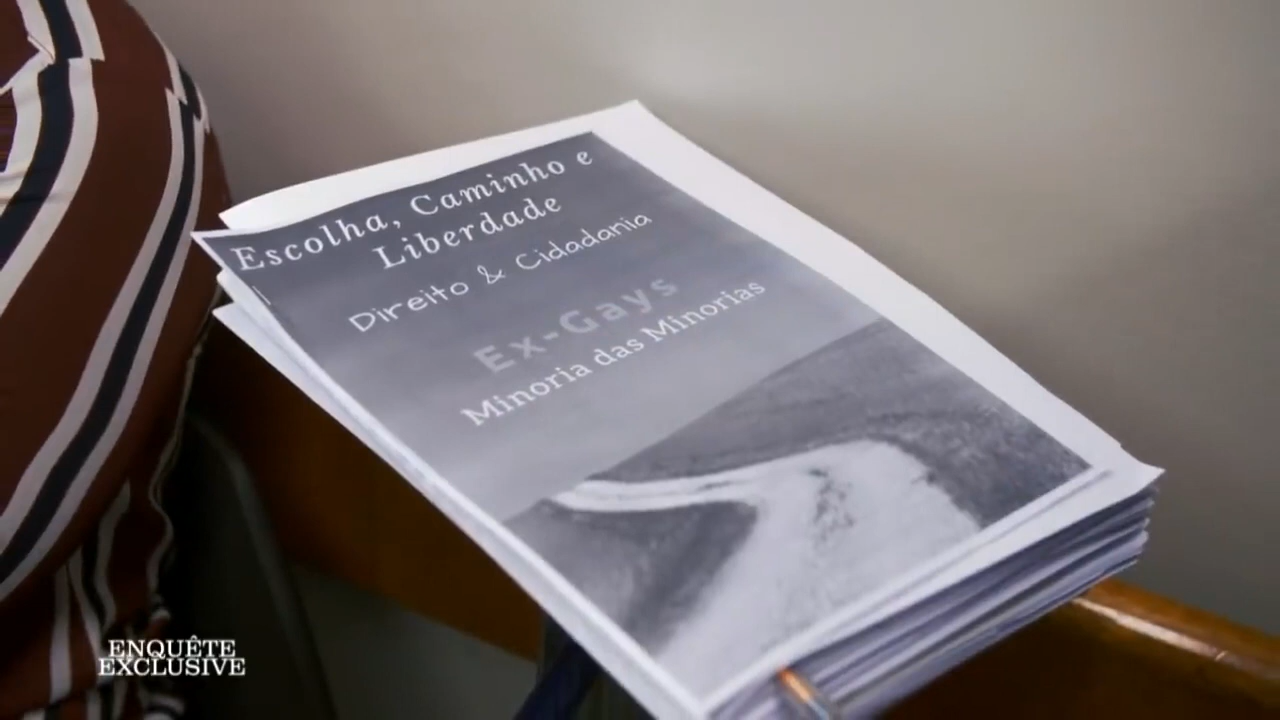 Escolha, Caminho e
Liberdade
Direito & Cidadania
Ex-Gays
Minoria das Minorias
ENQUÊTE
EXCLUSIVE